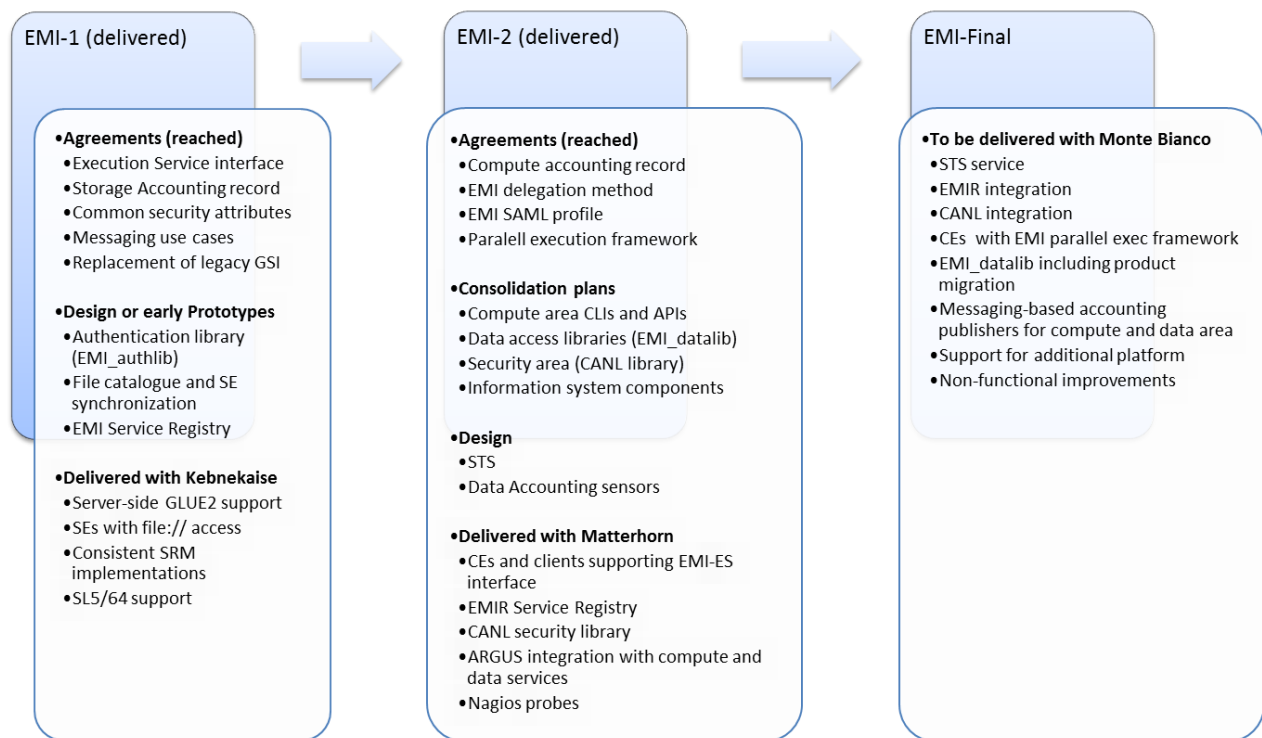 EMI-1 (delivered)
•Agreements (reached)
•Execution Service interface
•Storage Accounting record
•Common security attributes
•Messaging use cases
•Replacement of legacy GSI
•Design or early Prototypes
•Authentication library
(EMI_authlib)
•File catalogue and SE
synchronization
•EMI Service Registry
•Delivered with Kebnekaise
•Server-side GLUE2 support
•SEs with file:// access
•Consistent SRM
implementations
•SL5/64 support
EMI-2 (delivered)
•Agreements (reached)
•Compute accounting record
•EMI delegation method
•EMI SAML profile
•Paralell execution framework
•Consolidation plans
•Compute area CLIs and APIs
•Data access libraries (EMI_datalib)
•Security area (CANL library)
•Information system components
•Design
•STS
•Data Accounting sensors
•Delivered with Matterhorn
•CEs and clients supporting EMI-ES
interface
•EMIR Service Registry
•CANL security library
•ARGUS integration with compute and
data services
•Nagios probes
EMI-Final
•To be delivered with Monte Bianco
•STS service
•EMIR integration
•CANL integration
•CEs with EMI parallel exec framework
•EMI_datalib including product
migration
•Messaging-based accounting
publishers for compute and data area
•Support for additional platform
•Non-functional improvements